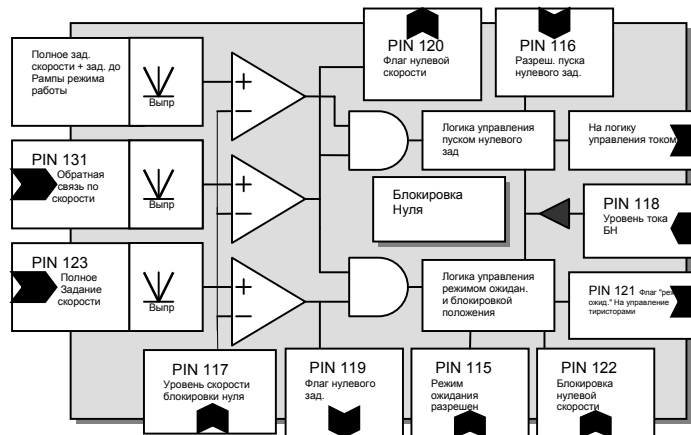 Полное зад.
скорости + зад. до
Рампы режима
работы
Выпр
PIN 120
Флаг нулевой
скорости
PIN 116
Разреш. пуска
нулевого зад.
+
−
PIN 131
Обратная
связь по
скорости
Выпр
+
−
Логика управления
пуском нулевого
зад
На логику
управления током
Блокировка
Нуля
PIN 118
Уровень тока
БН
PIN 123
Полное
Задание
скорости
Выпр
+
−
Логика управления
режимом ожидан.
и блокировкой
положения
PIN 121 Флаг "реж
ожид." На управление
тиристорами
PIN 117
Уровень скорости
блокировки нуля
PIN 119
Флаг нулевого
зад.
PIN 115
Режим
ожидания
разрешен
PIN 122
Блокировка
нулевой
скорости